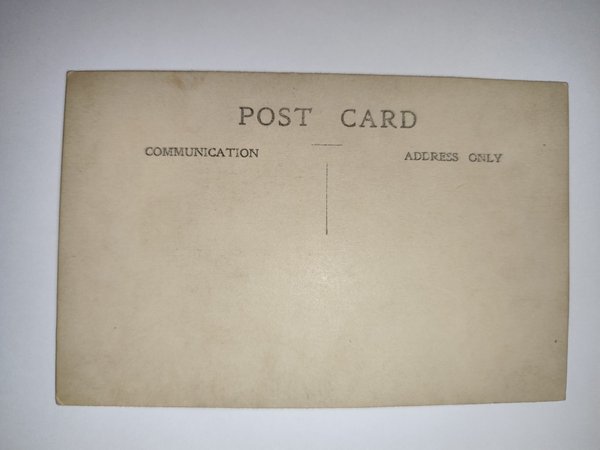 POST CARD
COMMUNICATION
ADDRESS ONLY